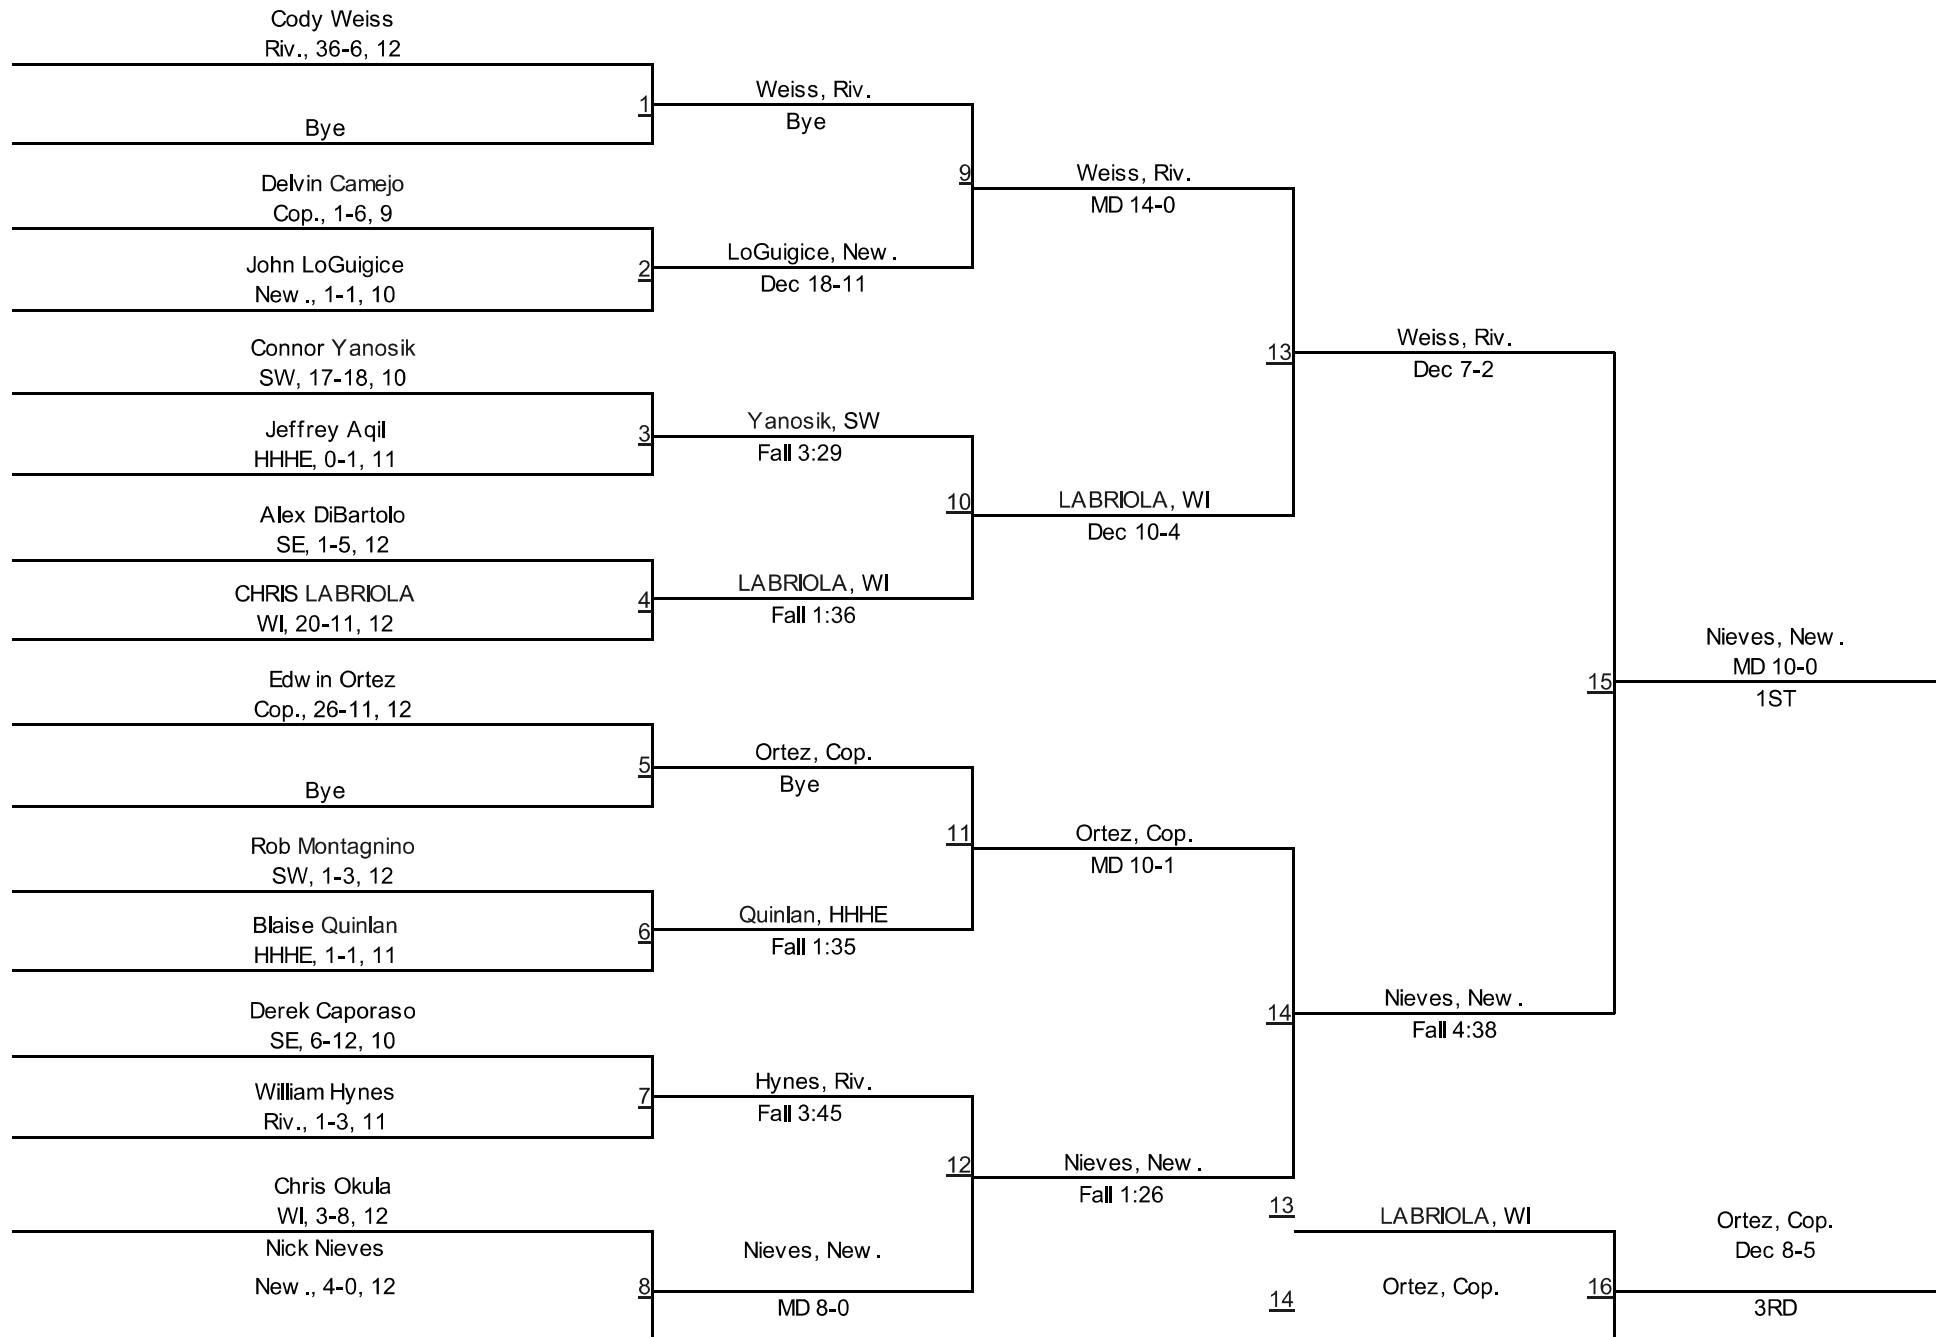 Cody Weiss
Riv., 36-6, 12
Bye
Delvin Camejo
Cop., 1-6, 9
John LoGuigice
New., 1-1, 10
Connor Yanosik
SW, 17-18, 10
Jeffrey Aqil
HHHE, 0-1, 11
Alex DiBartolo
SE, 1-5, 12
CHRIS LABRIOLA
WI, 20-11, 12
Edwin Ortez
Cop., 26-11, 12
Bye
Rob Montagnino
SW, 1-3, 12
Blaise Quinlan
HHHE, 1-1, 11
Derek Caporaso
SE, 6-12, 10
William Hynes
Riv., 1-3, 11
Chris Okula
WI, 3-8, 12
Nick Nieves
New., 4-0, 12
1
2
3
4
5
6
7
8
Weiss, Riv.
Bye
LoGuigice, New.
Dec 18-11
Yanosik, SW
Fall 3:29
LABRIOLA, WI
Fall 1:36
Ortez, Cop.
Bye
Quinlan, HHHE
Fall 1:35
Hynes, Riv.
Fall 3:45
Nieves, New.
MD 8-0
9
10
11
12
Weiss, Riv.
MD 14-0
LABRIOLA, WI
Dec 10-4
Ortez, Cop.
MD 10-1
Nieves, New.
Fall 1:26
13
14
Weiss, Riv.
Dec 7-2
Nieves, New.
Fall 4:38
15
Nieves, New.
MD 10-0
1ST
13
LABRIOLA, WI
14
Ortez, Cop.
16
Ortez, Cop.
Dec 8-5
3RD